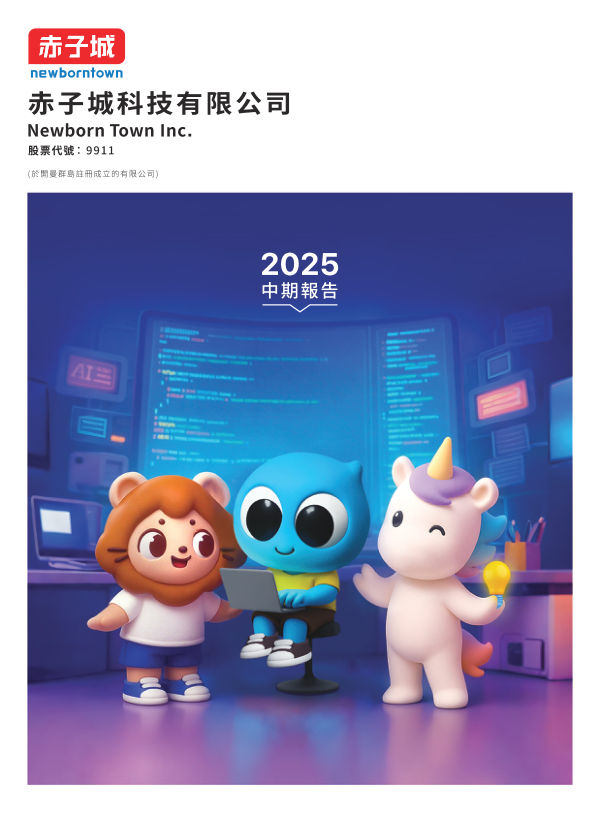 赤子城
newborntown
赤子城科技有限公司
Newborn Town Inc.
股票代號：9911
(於開曼群島註冊成立的有限公司)
2025
中期報告
AI